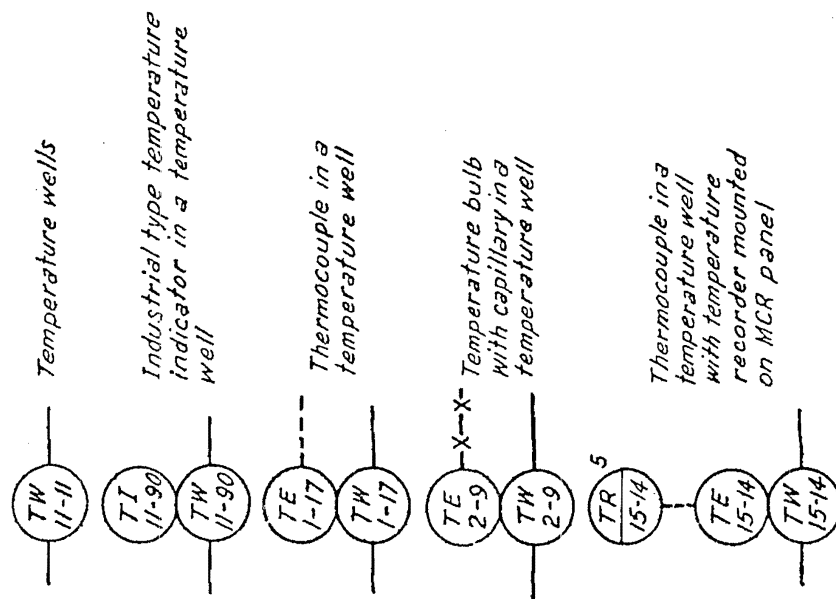 TW
11-11
Temperature wells
TI
11-90
TW
11-90
Industrial type temperature
indicator in a temperature
well
TE
1-17
TW
1-17
Thermocouple in a
temperature well
TE
2-9
-X-X-
TW
2-9
Temperature bulb
with capillary in a
temperature well
TR
15-14
5
TE
15-14
TW
15-14
Thermocouple in a
temperature well
with temperature
recorder mounted
on MCR panel